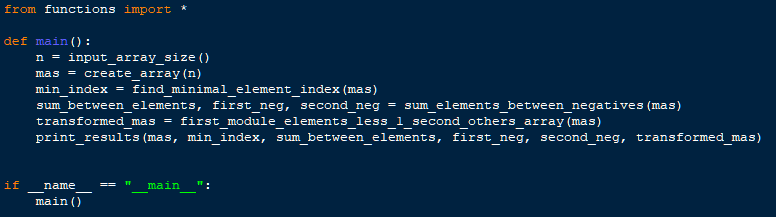 from functions import *
def main():
    n = input_array_size()
    mas = create_array(n)
    min_index = find_minimal_element_index(mas)
    sum_between_elements, first_neg, second_neg = sum_elements_between_negatives(mas)
    transformed_mas = first_module_elements_less_1_second_others_array(mas)
    print_results(mas, min_index, sum_between_elements, first_neg, second_neg, transformed_mas)
if __name__ == "__main__":
    main()